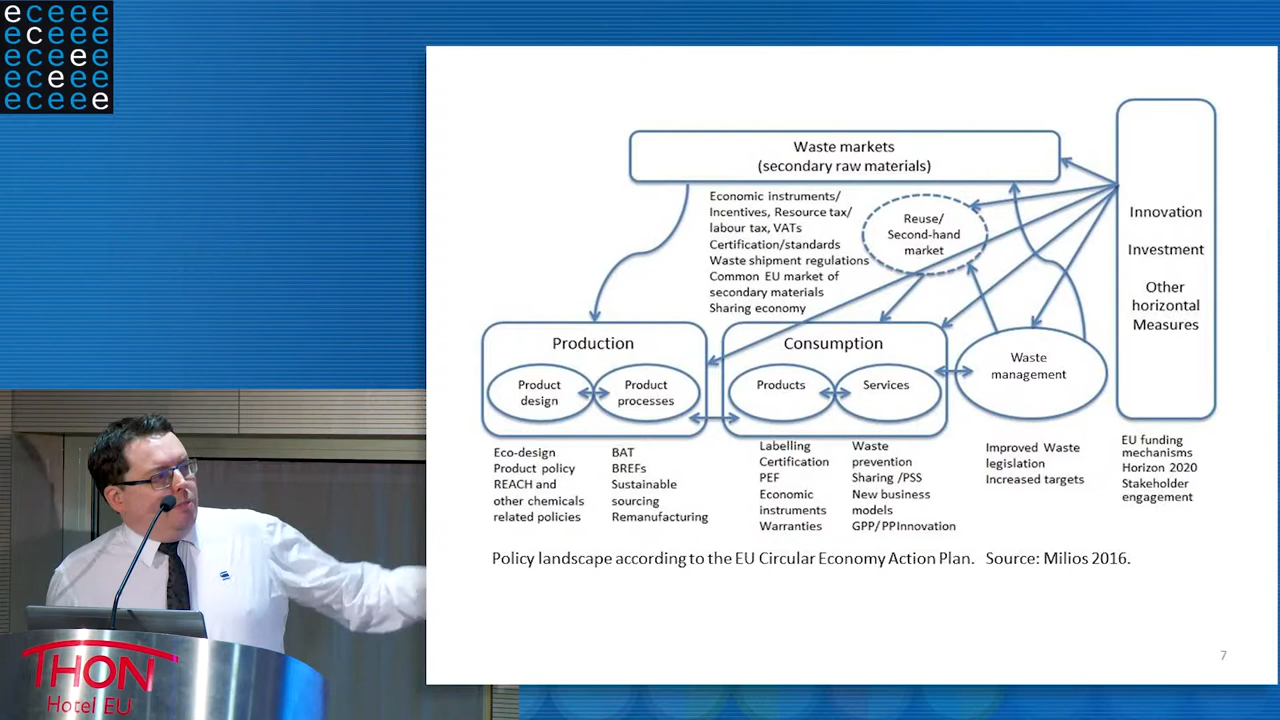 eceee
eceee
eceee
eceee
eceee
Waste markets
(secondary raw materials)
Economic instruments/
Incentives, Resource tax/
labour tax, VATs
Certification/standards
Waste shipment regulations
Common EU market of
secondary materials
Sharing economy
Reuse/
Second-hand
market
Innovation
Investment
Other
horizontal
Measures
Production
Product
design
Product
processes
Consumption
Products
Services
Waste
management
Eco-design
Product policy
REACH and
other chemicals
related policies
BAT
BREFs
Sustainable
sourcing
Remanufacturing
Labelling
Certification
PEF
Economic
instruments
Warranties
Waste
prevention
Sharing /PSS
New business
models
GPP/PPInnovation
Improved Waste
legislation
Increased targets
EU funding
mechanisms
Horizon 2020
Stakeholder
engagement
Policy landscape according to the EU Circular Economy Action Plan. Source: Milios 2016.
7
THON
Hotel EU